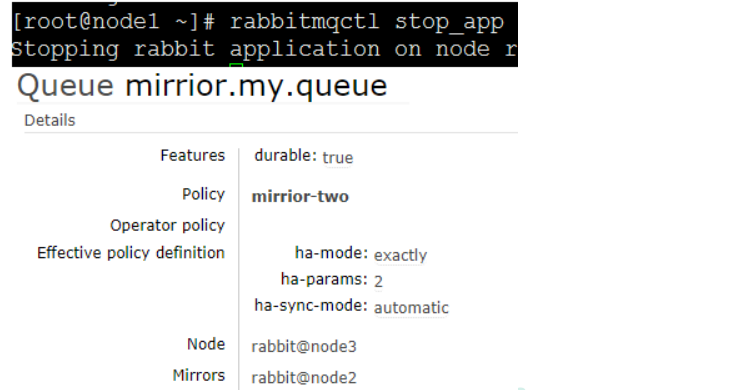 [root@node1 ~]# rabbitmqctl stop_app
Stopping rabbit application on node r
Queue mirrior.my.queue
Details
Features durable: true
Policy mirrior-two
Operator policy
Effective policy definition ha-mode: exactly
ha-params: 2
ha-sync-mode: automatic
Node rabbit@node3
Mirrors rabbit@node2